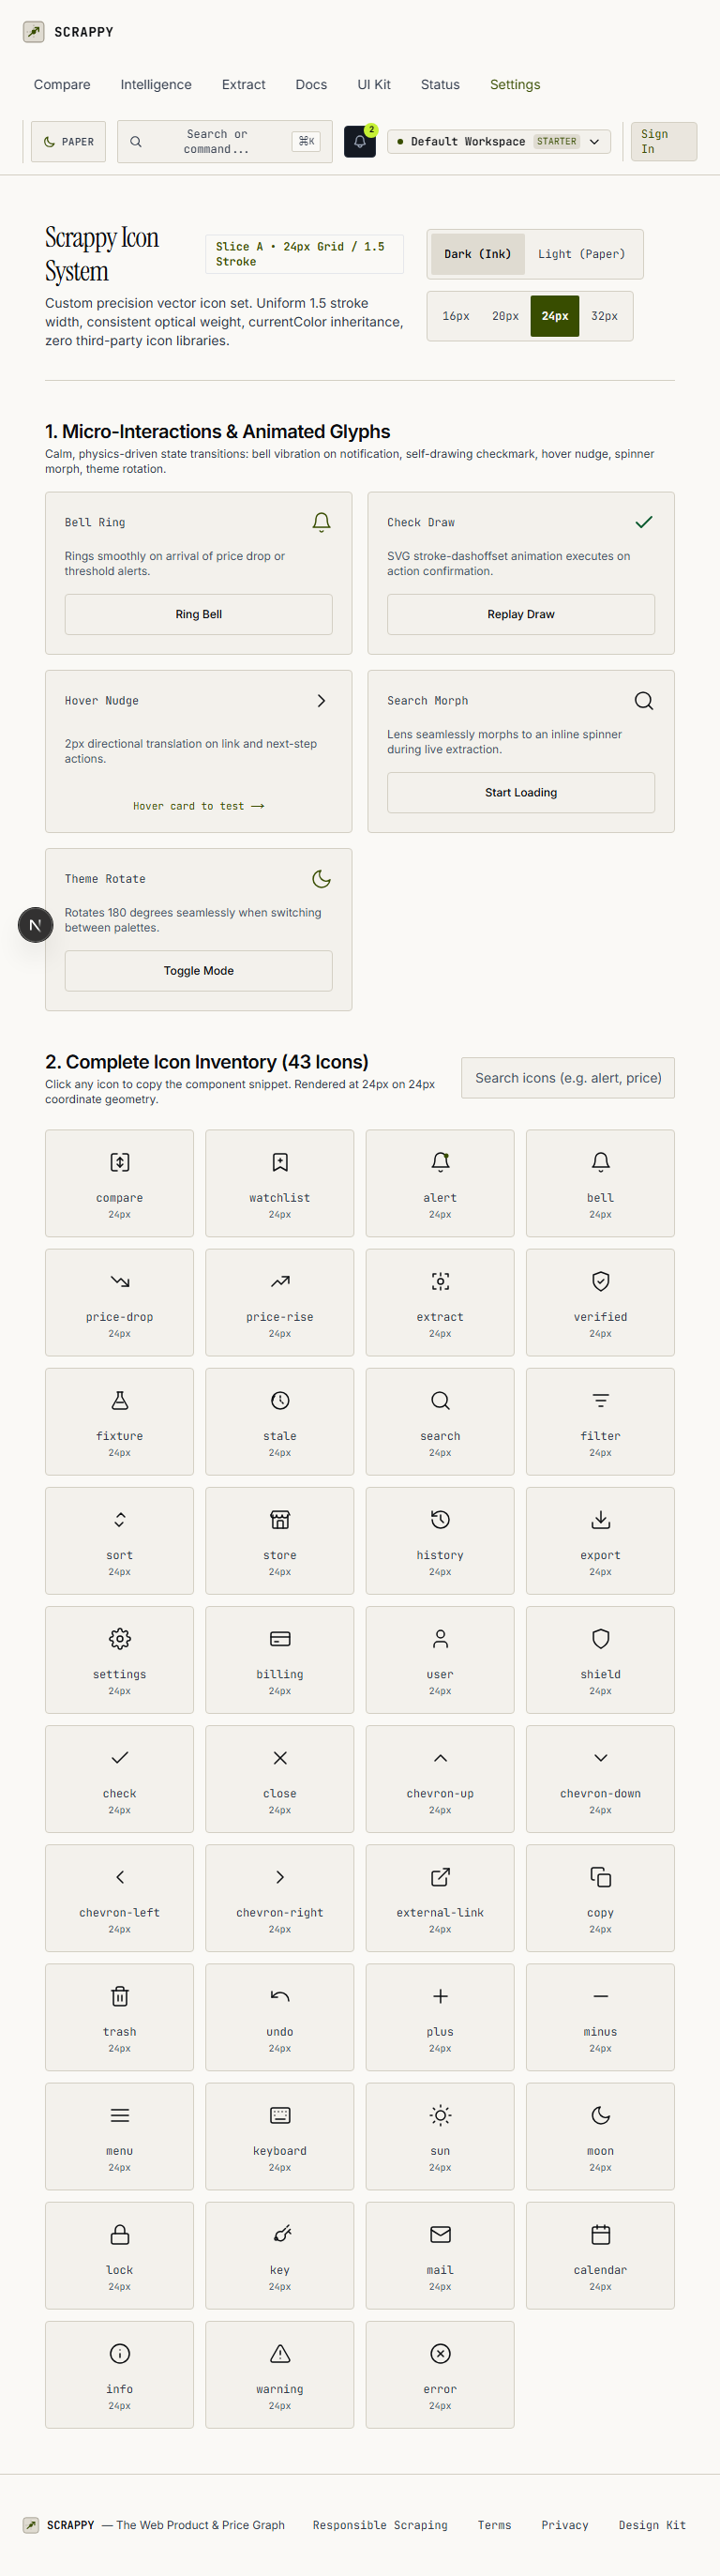 SCRAPPY
Compare Intelligence Extract Docs UI Kit Status Settings
PAPER
Search or
command...
⌘K
2
Default Workspace STARTER
Sign
In
Scrappy Icon
System
Slice A • 24px Grid / 1.5
Stroke
Custom precision vector icon set. Uniform 1.5 stroke
width, consistent optical weight, currentColor inheritance,
zero third-party icon libraries.
Dark (Ink) Light (Paper)
16px 20px 24px 32px
1. Micro-Interactions & Animated Glyphs
Calm, physics-driven state transitions: bell vibration on notification, self-drawing checkmark, hover nudge, spinner
morph, theme rotation.
Bell Ring
Rings smoothly on arrival of price drop or
threshold alerts.
Ring Bell
Check Draw
SVG stroke-dashoffset animation executes on
action confirmation.
Replay Draw
Hover Nudge
2px directional translation on link and next-step
actions.
Hover card to test →
Search Morph
Lens seamlessly morphs to an inline spinner
during live extraction.
Start Loading
Theme Rotate
Rotates 180 degrees seamlessly when switching
between palettes.
Toggle Mode
N
2. Complete Icon Inventory (43 Icons)
Click any icon to copy the component snippet. Rendered at 24px on 24px
coordinate geometry.
Search icons (e.g. alert, price)
compare watchlist alert bell
24px 24px 24px 24px
price-drop price-rise extract verified
24px 24px 24px 24px
fixture stale search filter
24px 24px 24px 24px
sort store history export
24px 24px 24px 24px
settings billing user shield
24px 24px 24px 24px
check close chevron-up chevron-down
24px 24px 24px 24px
chevron-left chevron-right external-link copy
24px 24px 24px 24px
trash undo plus minus
24px 24px 24px 24px
menu keyboard sun moon
24px 24px 24px 24px
lock key mail calendar
24px 24px 24px 24px
info warning error
24px 24px 24px
SCRAPPY — The Web Product & Price Graph Responsible Scraping Terms Privacy Design Kit